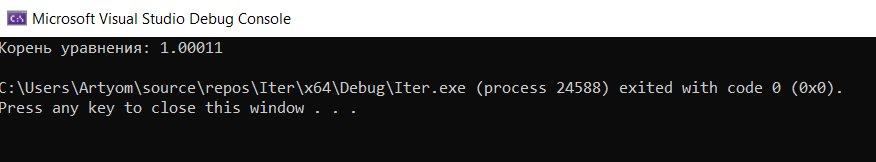 C:\ Microsoft Visual Studio Debug Console
Корень уравнения: 1.00011
C:\Users\Artyom\source\repos\Iter\x64\Debug\Iter.exe (process 24588) exited with code 0 (0x0).
Press any key to close this window . . .